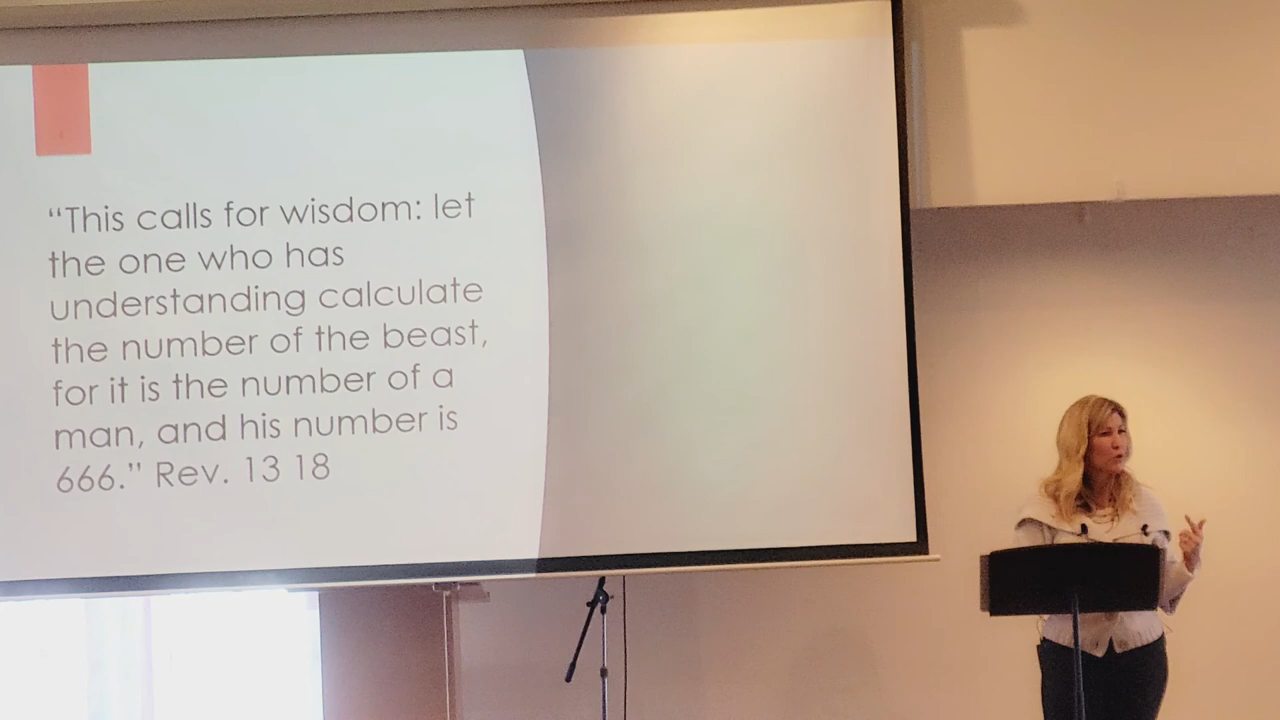 “This calls for wisdom: let
the one who has
understanding calculate
the number of the beast,
for it is the number of a
man, and his number is
666.” Rev. 13 18